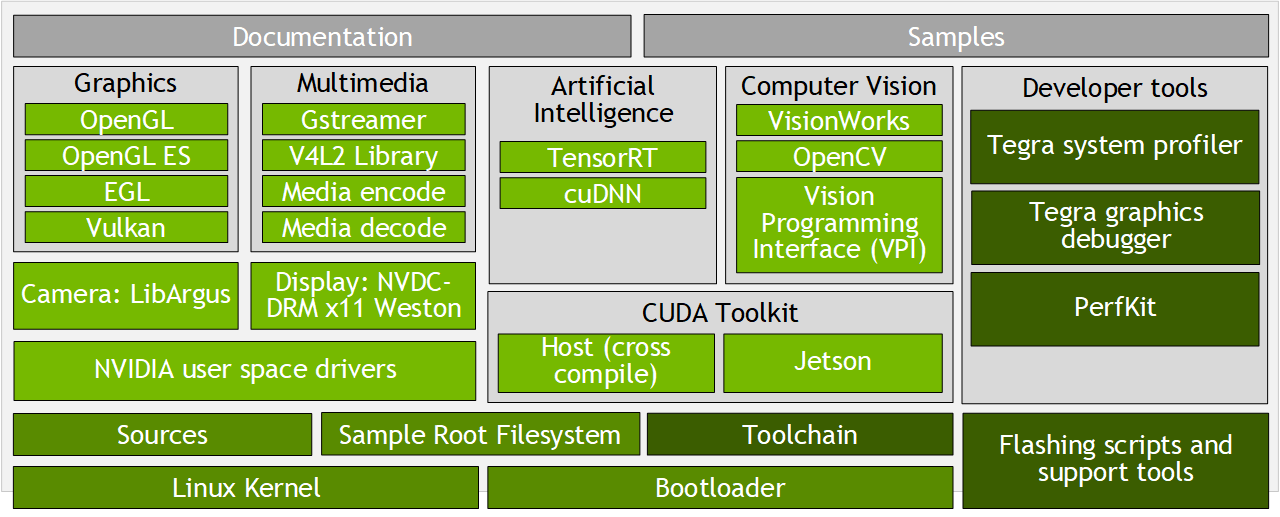 Documentation
Samples
Graphics
OpenGL
OpenGL ES
EGL
Vulkan
Multimedia
Gstreamer
V4L2 Library
Media encode
Media decode
Artificial
Intelligence
TensorRT
cuDNN
Computer Vision
VisionWorks
OpenCV
Vision
Programming
Interface (VPI)
Developer tools
Tegra system profiler
Tegra graphics
debugger
PerfKit
Camera: LibArgus
Display: NVDC-
DRM x11 Weston
CUDA Toolkit
Host (cross
compile)
Jetson
NVIDIA user space drivers
Sources
Sample Root Filesystem
Toolchain
Flashing scripts and
support tools
Linux Kernel
Bootloader